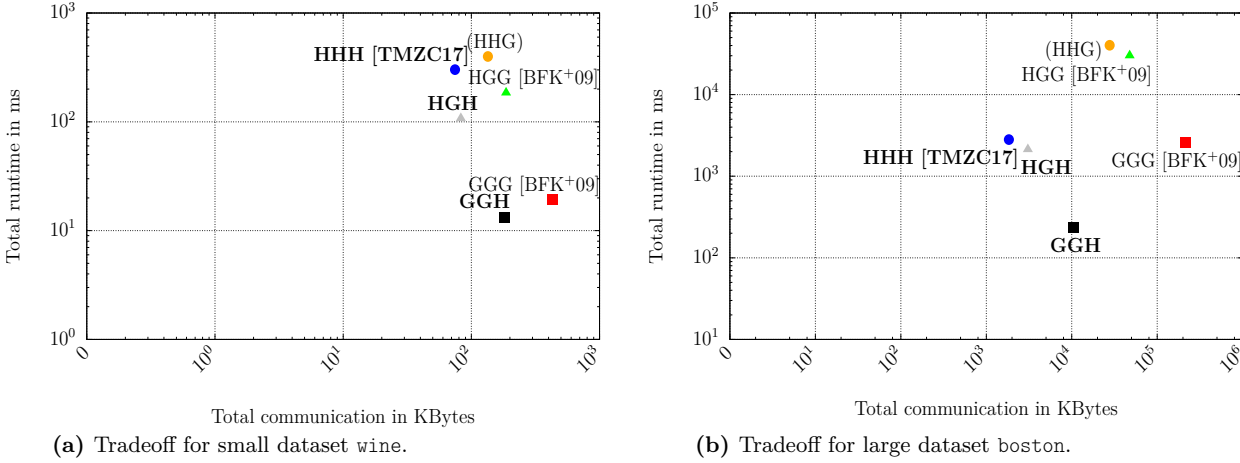 10³
10²
10¹
10⁰
Total runtime in ms
(HHG)
HHH [TMZC17]
HGG [BFK⁺09]
HGH
GGG [BFK⁺09]
GGH
0
10⁰
10¹
10²
10³
Total communication in KBytes
(a) Tradeoff for small dataset wine.
10⁵
10⁴
10³
10²
10¹
Total runtime in ms
(HHG)
HGG [BFK⁺09]
HHH [TMZC17]
HGH
GGG [BFK⁺09]
GGH
0
10¹
10²
10³
10⁴
10⁵
10⁶
Total communication in KBytes
(b) Tradeoff for large dataset boston.